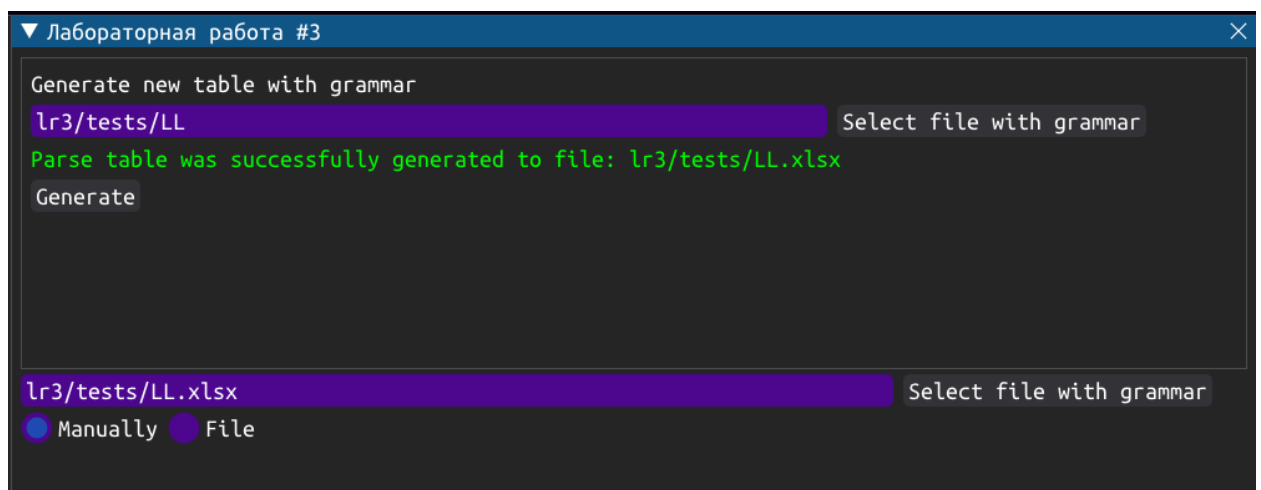 Лабораторная работа #3
Generate new table with grammar
lr3/tests/LL Select file with grammar
Parse table was successfully generated to file: lr3/tests/LL.xlsx
Generate
lr3/tests/LL.xlsx Select file with grammar
Manually File